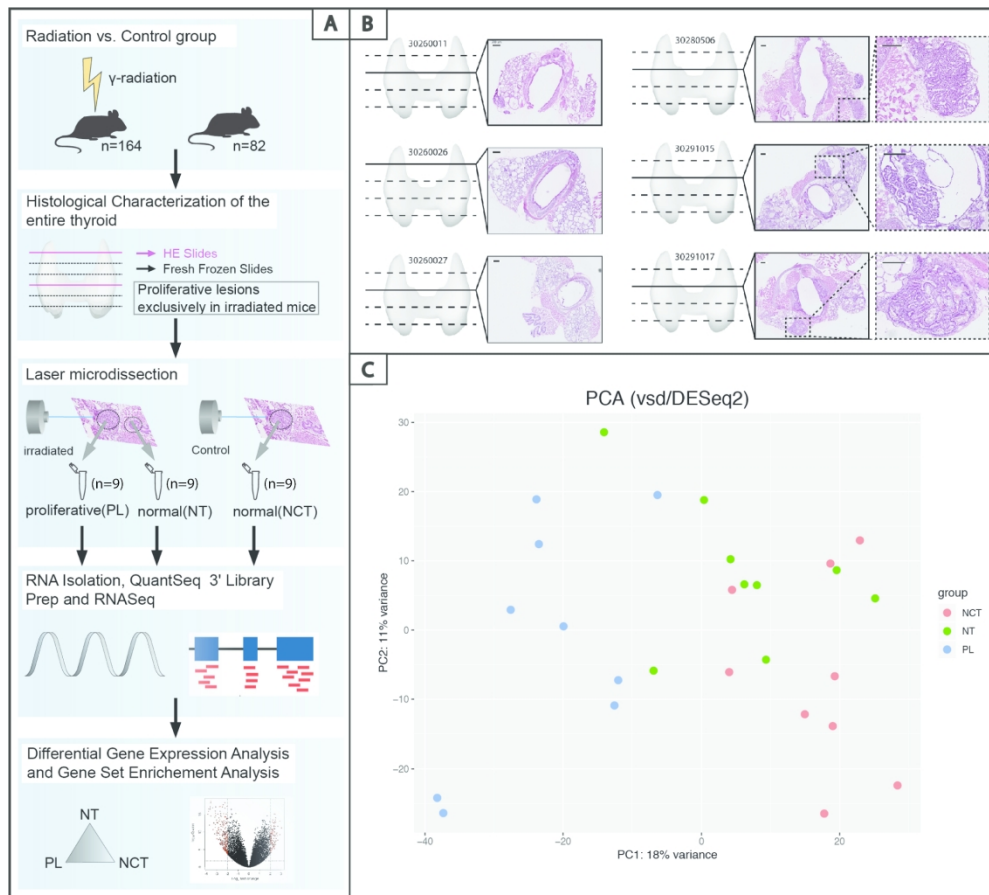 A
Radiation vs. Control group
γ-radiation
n=164
n=82
Histological Characterization of the
entire thyroid
HE Slides
Fresh Frozen Slides
Proliferative lesions
exclusively in irradiated mice
Laser microdissection
irradiated
Control
(n=9)
(n=9)
(n=9)
proliferative(PL)
normal(NT)
normal(NCT)
RNA Isolation, QuantSeq 3' Library
Prep and RNASeq
Differential Gene Expression Analysis
and Gene Set Enrichement Analysis
NT
PL
NCT
B
30260011
30280506
30260026
30291015
30260027
30291017
C
PCA (vsd/DESeq2)
30
20
10
0
−10
−20
PC2: 11% variance
−40
−20
0
20
PC1: 18% variance
group
NCT
NT
PL